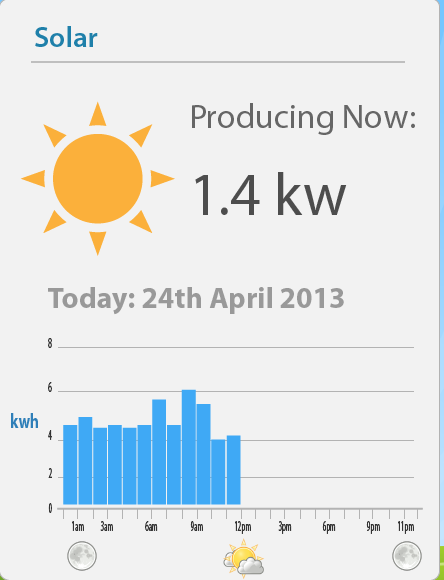 Solar
Producing Now:
1.4 kw
Today: 24th April 2013
8
6
kwh
4
2
0
1am 3am 6am 9am 12pm 3pm 6pm 9pm 11pm